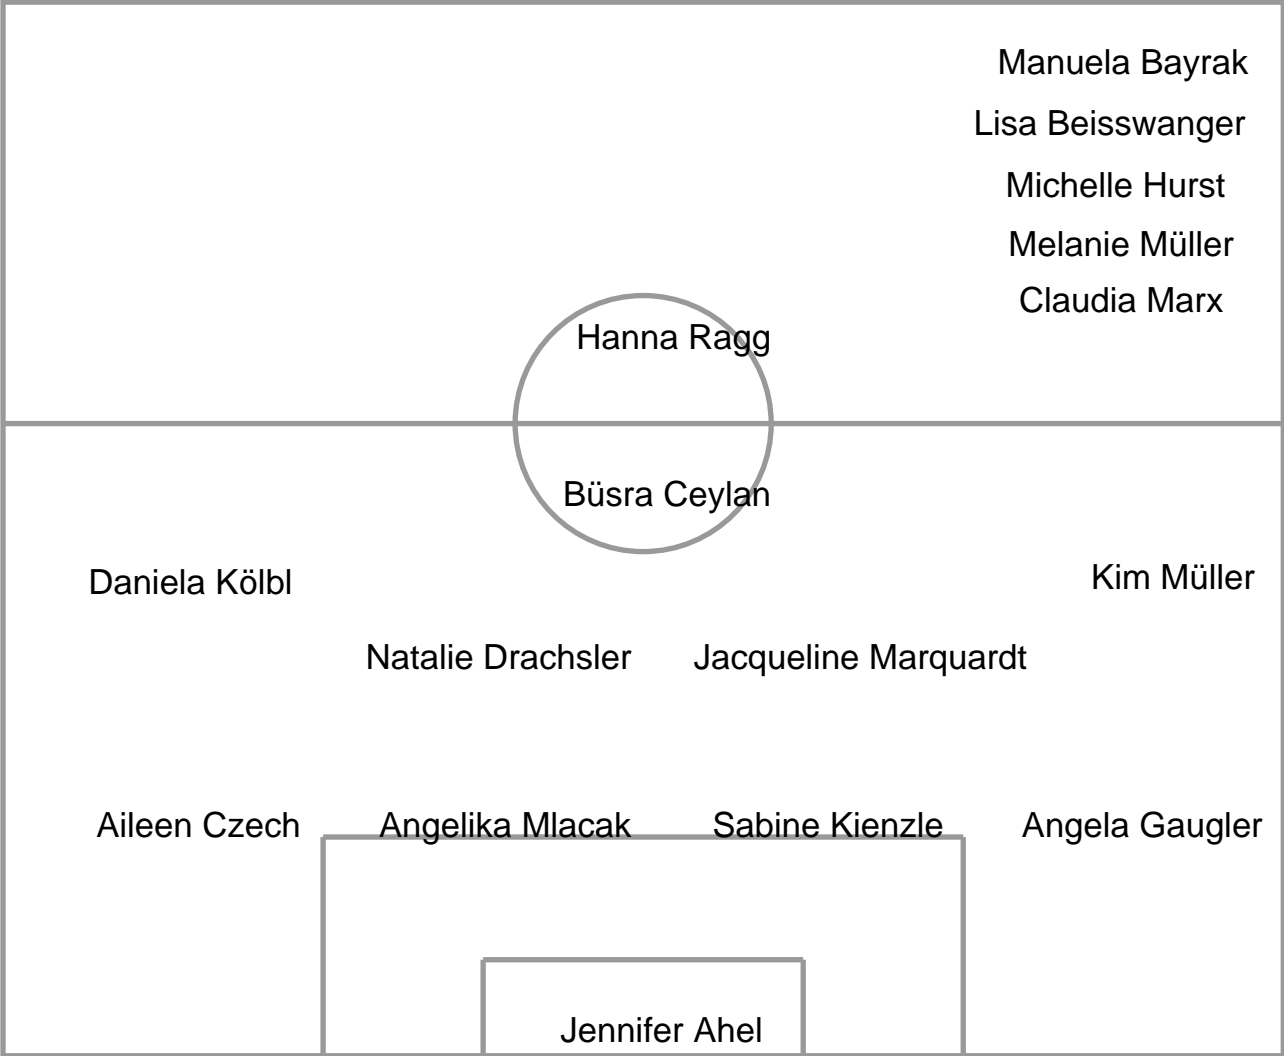 Manuela Bayrak
Lisa Beisswanger
Michelle Hurst
Melanie Müller
Claudia Marx
Hanna Ragg
Büsra Ceylan
Daniela Kölbl
Kim Müller
Natalie Drachsler
Jacqueline Marquardt
Aileen Czech
Angelika Mlacak
Sabine Kienzle
Angela Gaugler
Jennifer Ahel